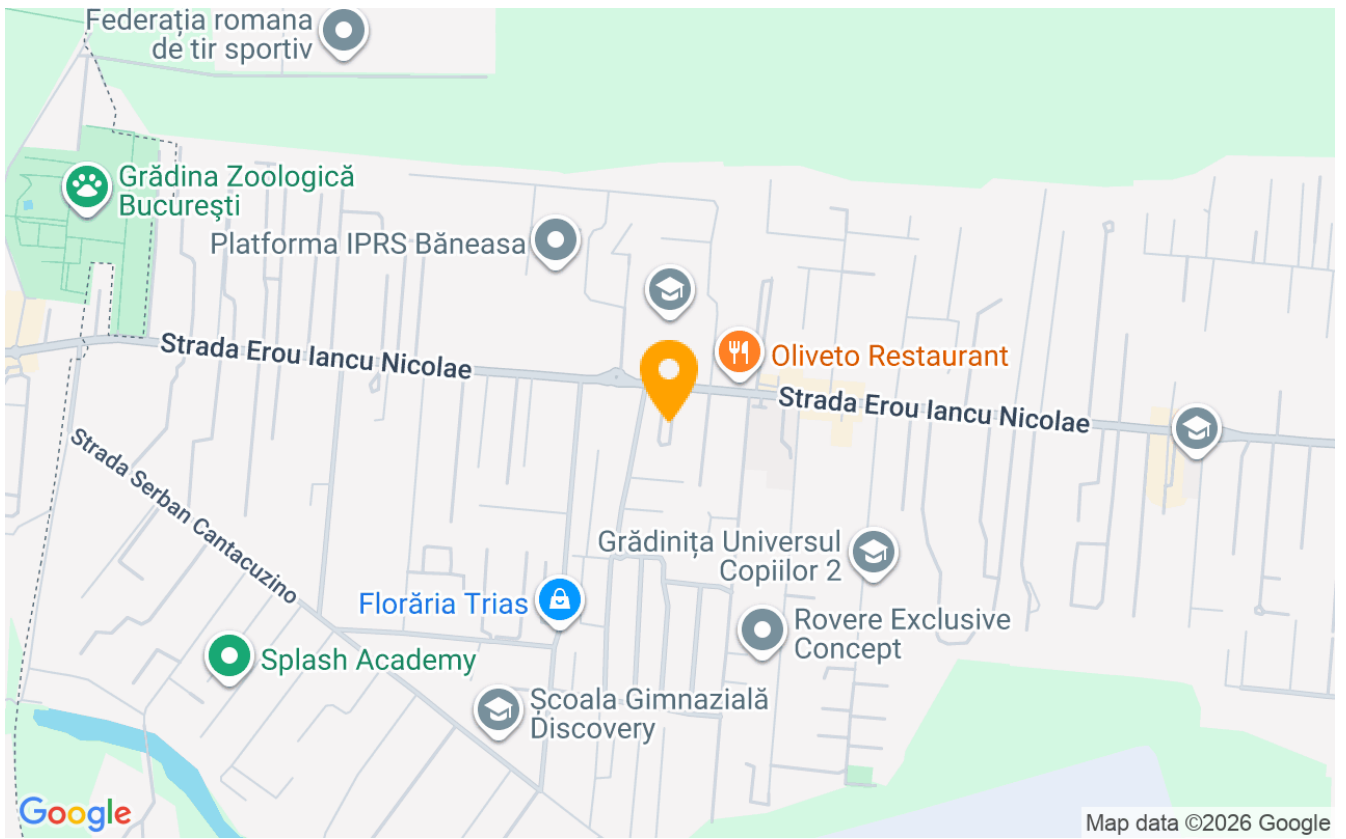 Federația romana
de tir sportiv
Grădina Zoologică
București
Platforma IPRS Băneasa
Strada Erou Iancu Nicolae
Oliveto Restaurant
Strada Erou Iancu Nicolae
Strada Serban Cantacuzino
Grădinița Universul
Copiilor 2
Florăria Trias
Rovere Exclusive
Concept
Splash Academy
Școala Gimnazială
Discovery
Google
Map data ©2026 Google